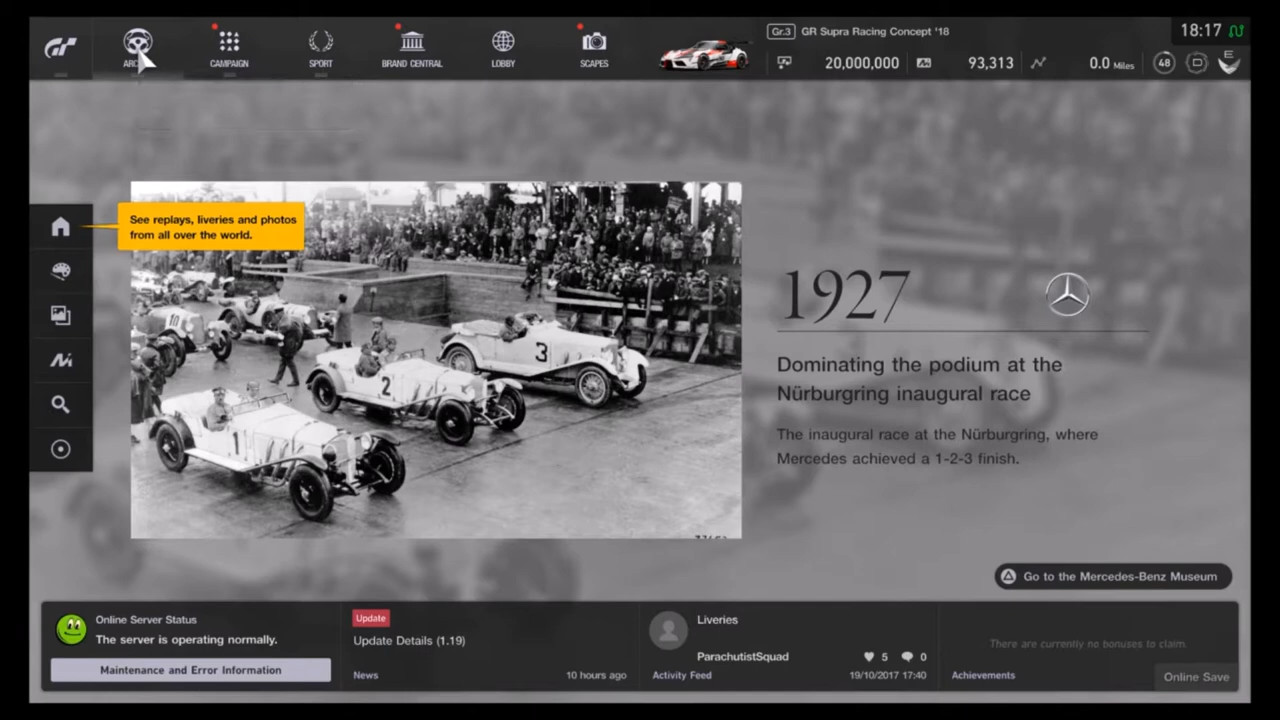 ARC
CAMPAIGN
SPORT
BRAND CENTRAL
LOBBY
SCAPES
Gr.3 GR Supra Racing Concept '18
20,000,000
93,313
0.0 Miles
48
D
E
18:17
See replays, liveries and photos
from all over the world.
10
1
2
3
1927
Dominating the podium at the
Nürburgring inaugural race
The inaugural race at the Nürburgring, where
Mercedes achieved a 1-2-3 finish.
Go to the Mercedes-Benz Museum
Online Server Status
The server is operating normally.
Maintenance and Error Information
Update
Update Details (1.19)
News 10 hours ago
Liveries
ParachutistSquad 5 0
Activity Feed 19/10/2017 17:40
There are currently no bonuses to claim.
Achievements
Online Save